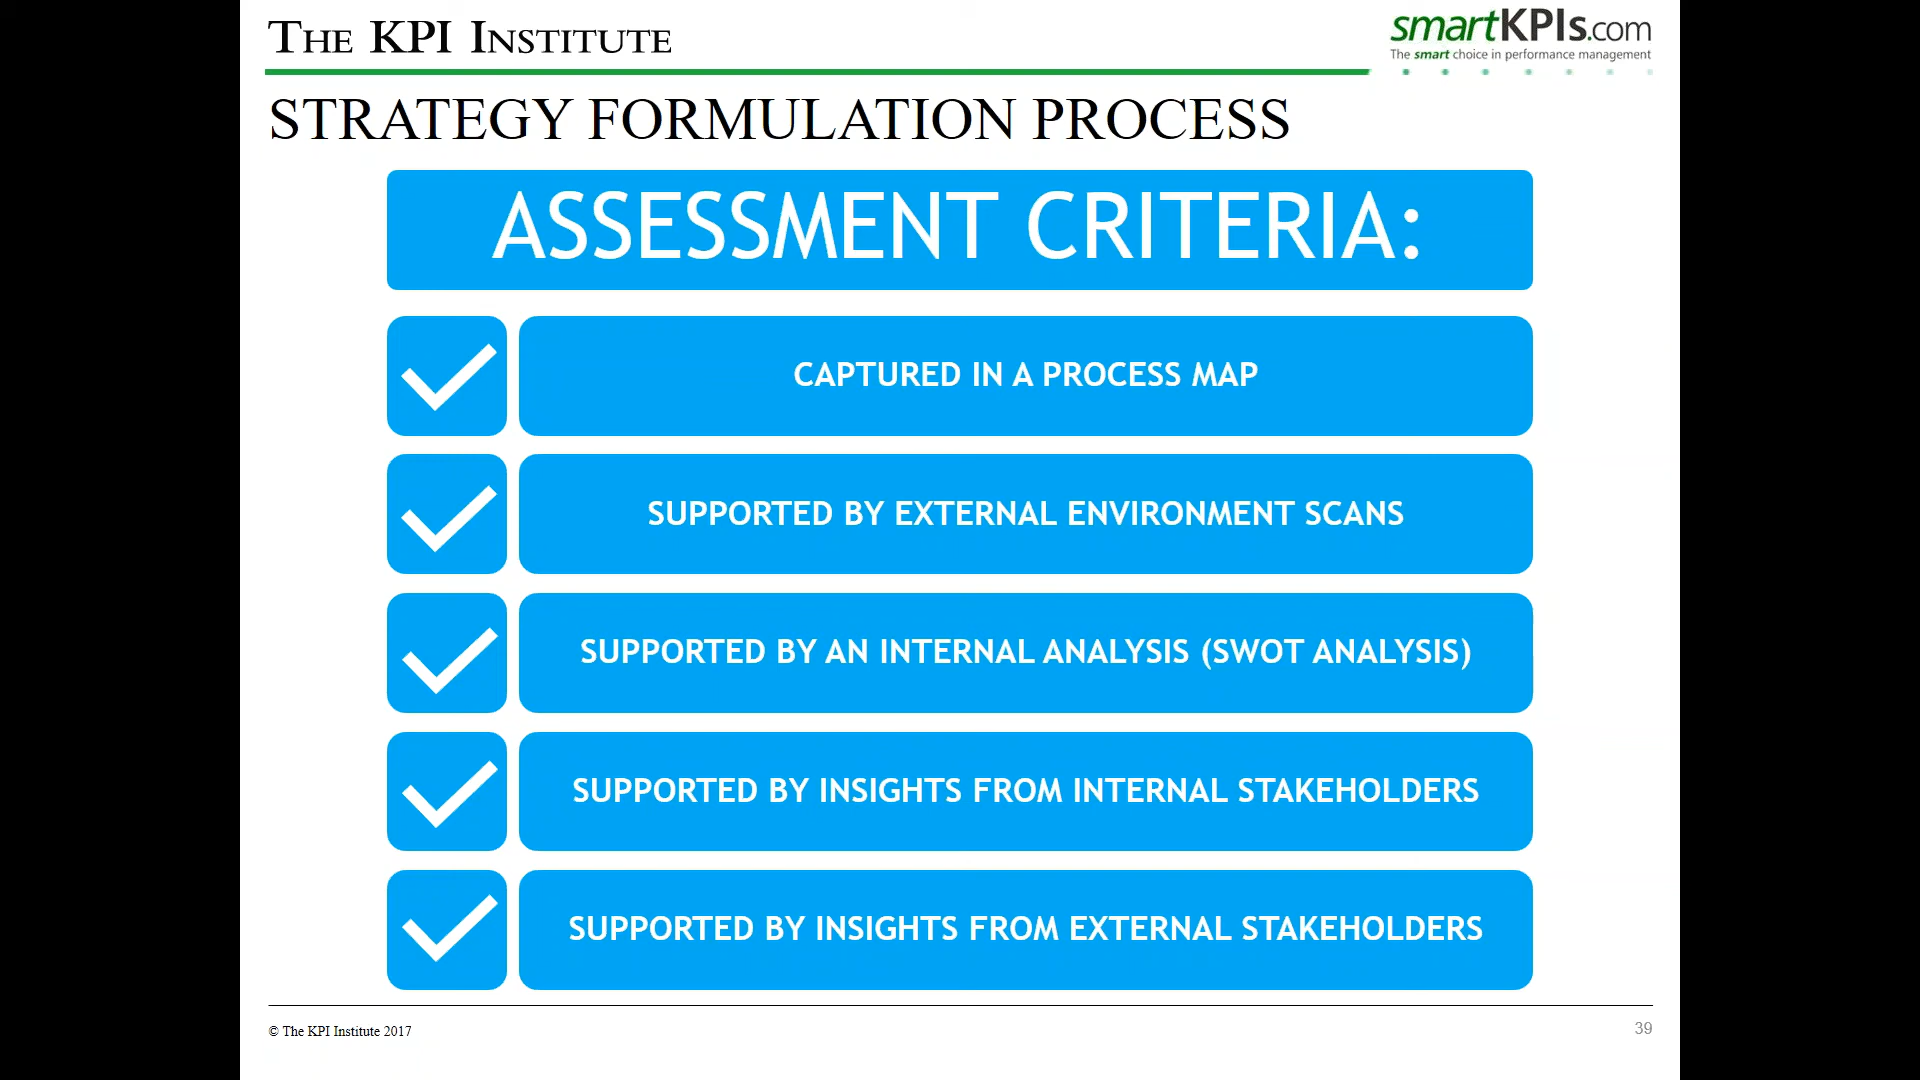 THE KPI INSTITUTE
smartKPIs.com
The smart choice in performance management
STRATEGY FORMULATION PROCESS
ASSESSMENT CRITERIA:
CAPTURED IN A PROCESS MAP
SUPPORTED BY EXTERNAL ENVIRONMENT SCANS
SUPPORTED BY AN INTERNAL ANALYSIS (SWOT ANALYSIS)
SUPPORTED BY INSIGHTS FROM INTERNAL STAKEHOLDERS
SUPPORTED BY INSIGHTS FROM EXTERNAL STAKEHOLDERS
© The KPI Institute 2017
39